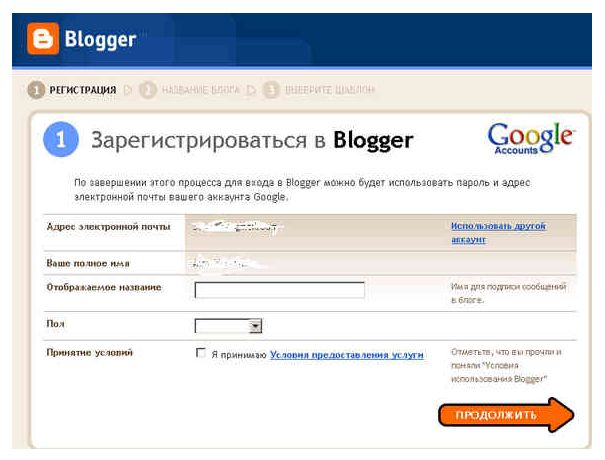 Blogger
1 РЕГИСТРАЦИЯ 2 НАЗВАНИЕ БЛОГА 3 ВЫБЕРИТЕ ШАБЛОН
1 Зарегистрироваться в Blogger
Google
Accounts
По завершении этого процесса для входа в Blogger можно будет использовать пароль и адрес
электронной почты вашего аккаунта Google.
Адрес электронной почты
Использовать другой
аккаунт
Ваше полное имя
Отображаемое название
Имя для подписи сообщений
в блоге.
Пол
Принятие условий
Я принимаю Условия предоставления услуги
Отметьте, что вы прочли и
поняли "Условия
использования Blogger"
ПРОДОЛЖИТЬ